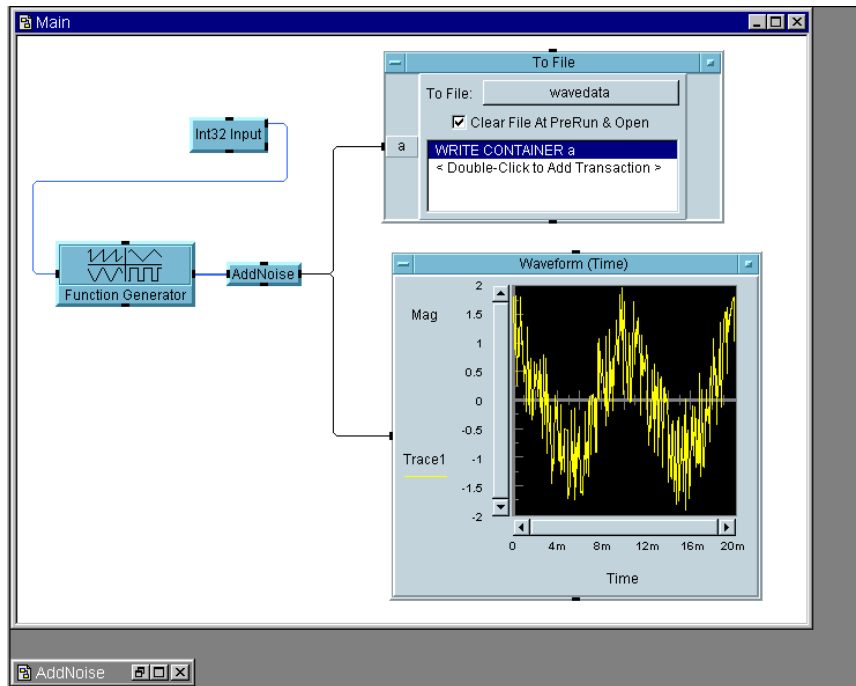 Main
To File
To File: wavedata
Clear File At PreRun & Open
Int32 Input
a
WRITE CONTAINER a
< Double-Click to Add Transaction >
Function Generator
AddNoise
Waveform (Time)
Mag
2
1.5
1
0.5
0
-0.5
-1
-1.5
-2
Trace1
0 4m 8m 12m 16m 20m
Time
AddNoise